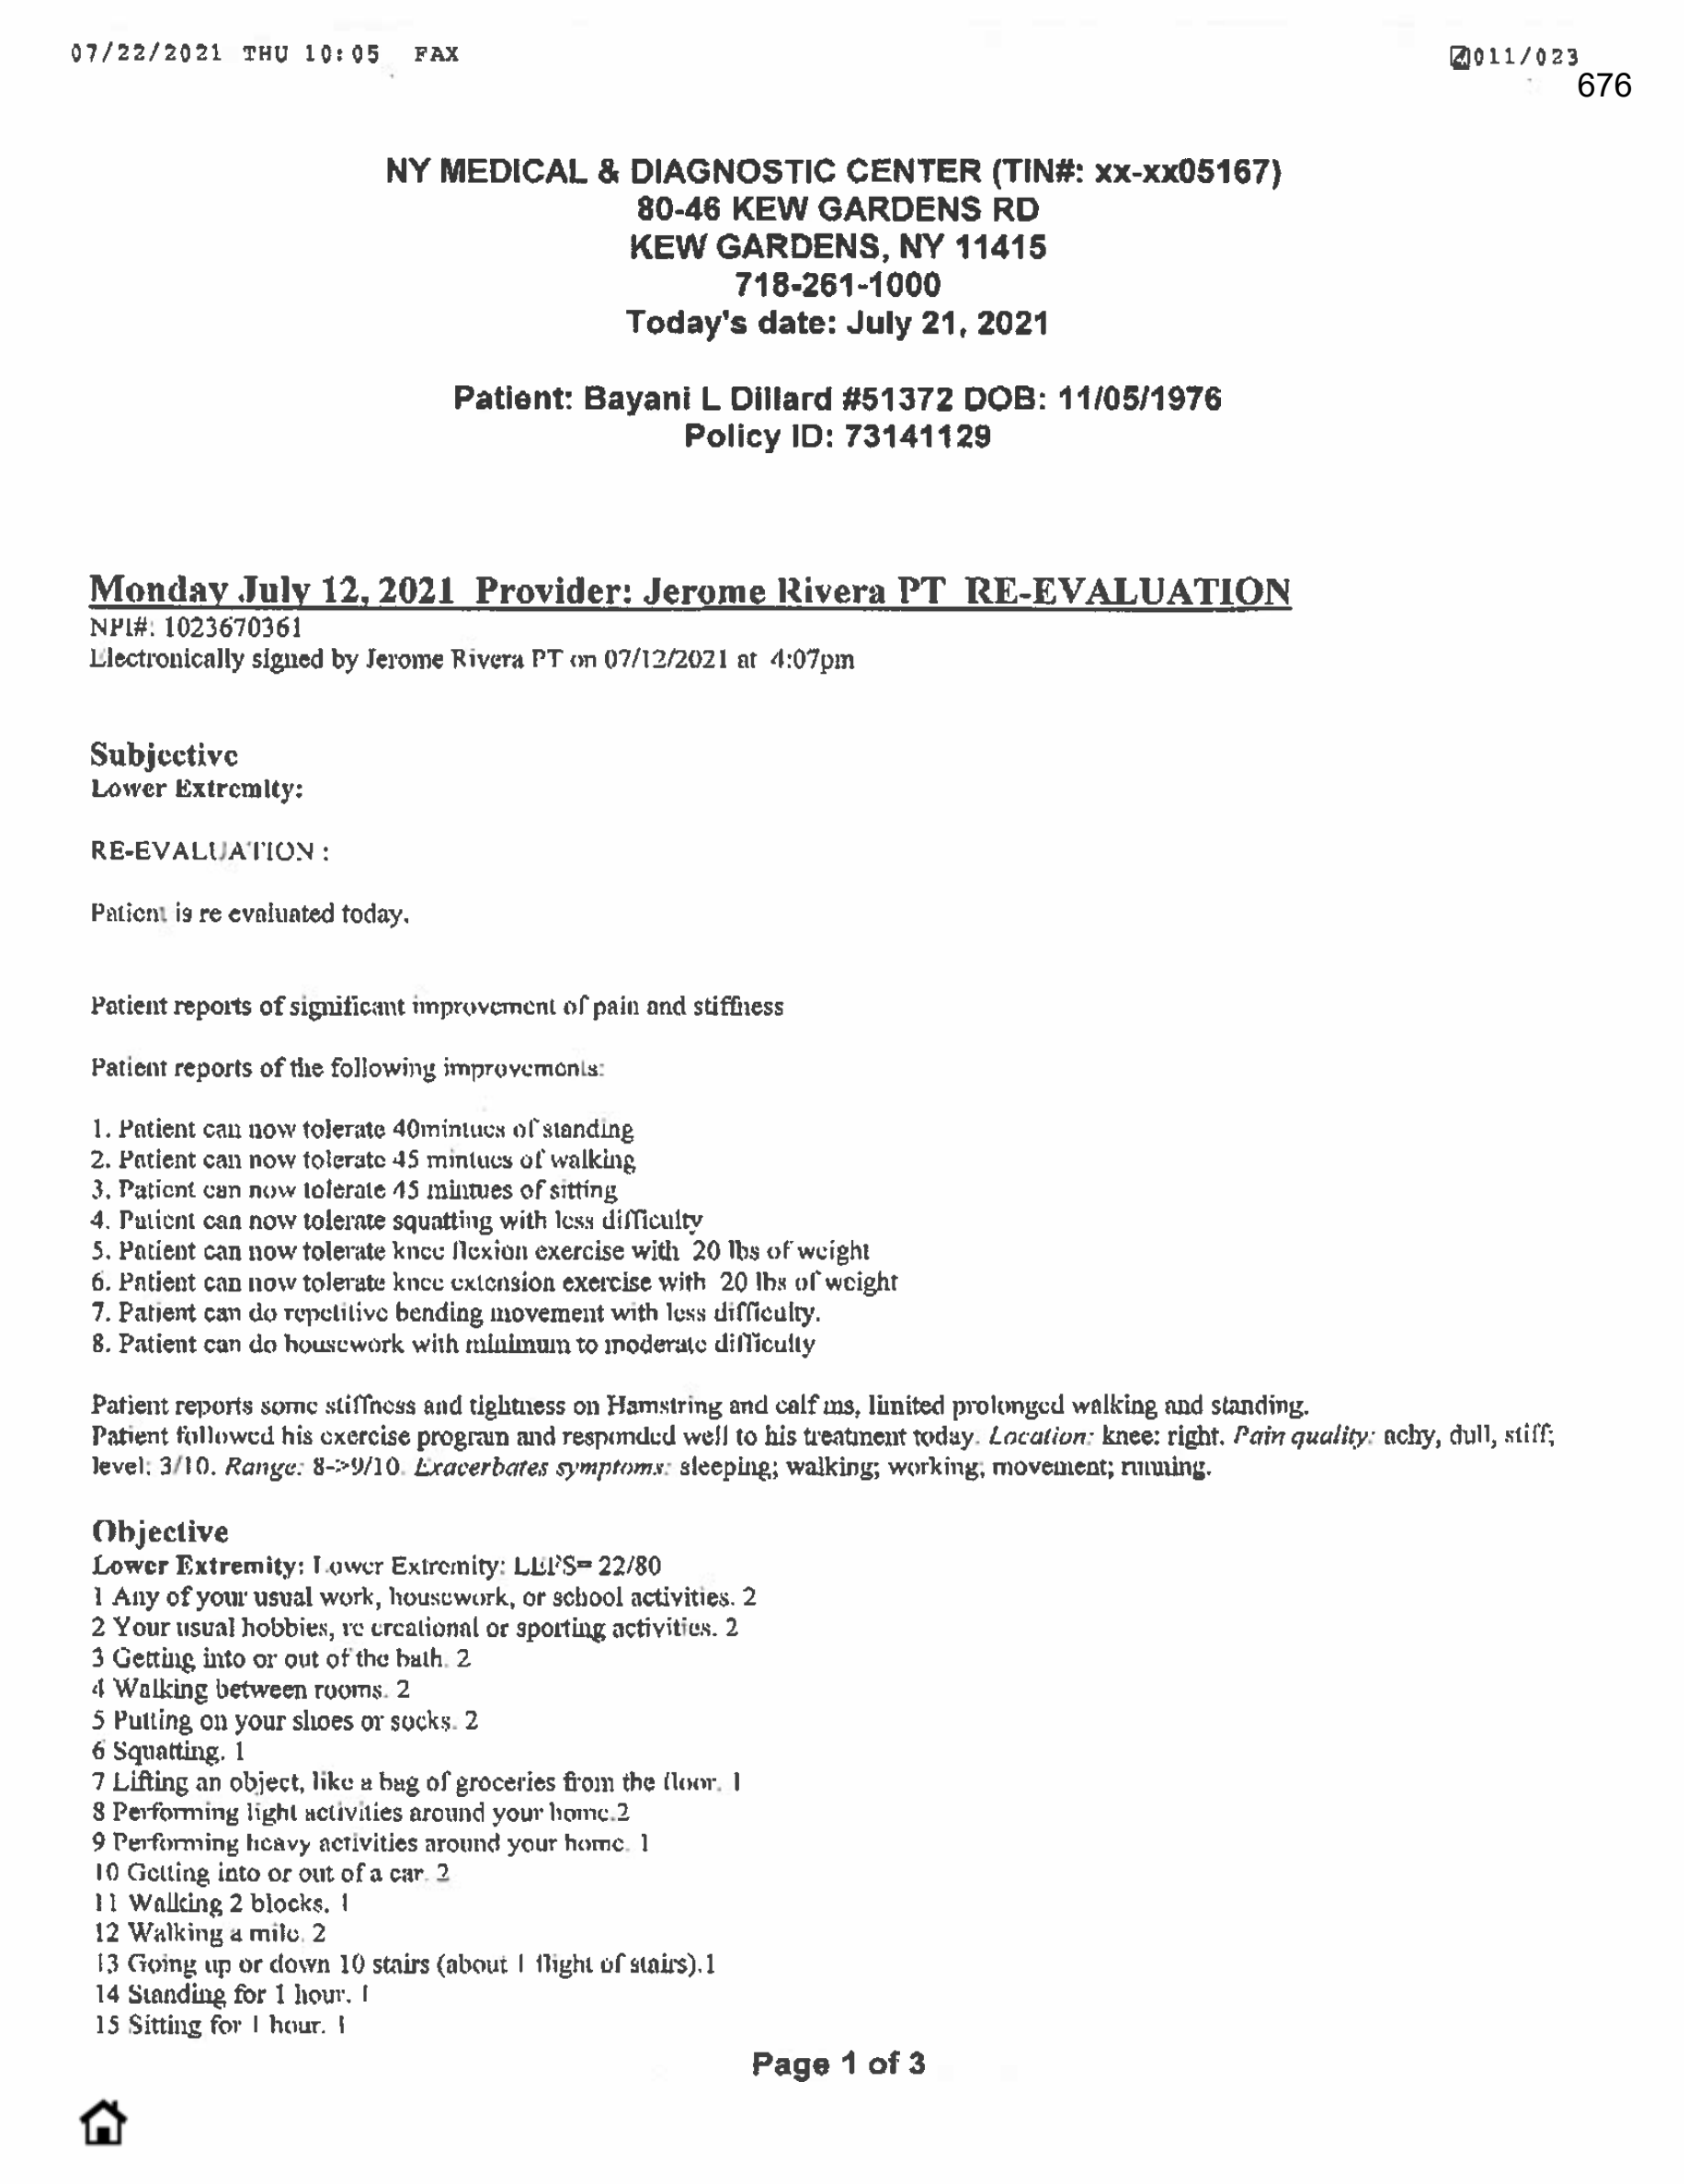 07/22/2021 THU 10:05 FAX
011/023
676
NY MEDICAL & DIAGNOSTIC CENTER (TIN#: xx-xx05167)
80-46 KEW GARDENS RD
KEW GARDENS, NY 11415
718-261-1000
Today's date: July 21, 2021
Patient: Bayani L Dillard #51372 DOB: 11/05/1976
Policy ID: 73141129
Monday July 12, 2021 Provider: Jerome Rivera PT RE-EVALUATION
NPI#: 1023670361
Electronically signed by Jerome Rivera PT on 07/12/2021 at 4:07pm
Subjective
Lower Extremity:
RE-EVALUATION :
Patient is re evaluated today.
Patient reports of significant improvement of pain and stiffness
Patient reports of the following improvements:
1. Patient can now tolerate 40mintues of standing
2. Patient can now tolerate 45 mintues of walking
3. Patient can now tolerate 45 mintues of sitting
4. Patient can now tolerate squatting with less difficulty
5. Patient can now tolerate knee flexion exercise with 20 lbs of weight
6. Patient can now tolerate knee extension exercise with 20 lbs of weight
7. Patient can do repetitive bending movement with less difficulty.
8. Patient can do housework with minimum to moderate difficulty
Patient reports some stiffness and tightness on Hamstring and calf ms, limited prolonged walking and standing.
Patient followed his exercise program and responded well to his treatment today. Location: knee: right. Pain quality: achy, dull, stiff;
level: 3/10. Range: 8->9/10. Exacerbates symptoms: sleeping; walking; working; movement; running.
Objective
Lower Extremity: Lower Extremity: LEFS= 22/80
1 Any of your usual work, housework, or school activities. 2
2 Your usual hobbies, re creational or sporting activities. 2
3 Getting into or out of the bath. 2
4 Walking between rooms. 2
5 Putting on your shoes or socks. 2
6 Squatting. 1
7 Lifting an object, like a bag of groceries from the floor. 1
8 Performing light activities around your home.2
9 Performing heavy activities around your home. 1
10 Getting into or out of a car. 2
11 Walking 2 blocks. 1
12 Walking a mile. 2
13 Going up or down 10 stairs (about 1 flight of stairs).1
14 Standing for 1 hour. 1
15 Sitting for 1 hour. 1
Page 1 of 3